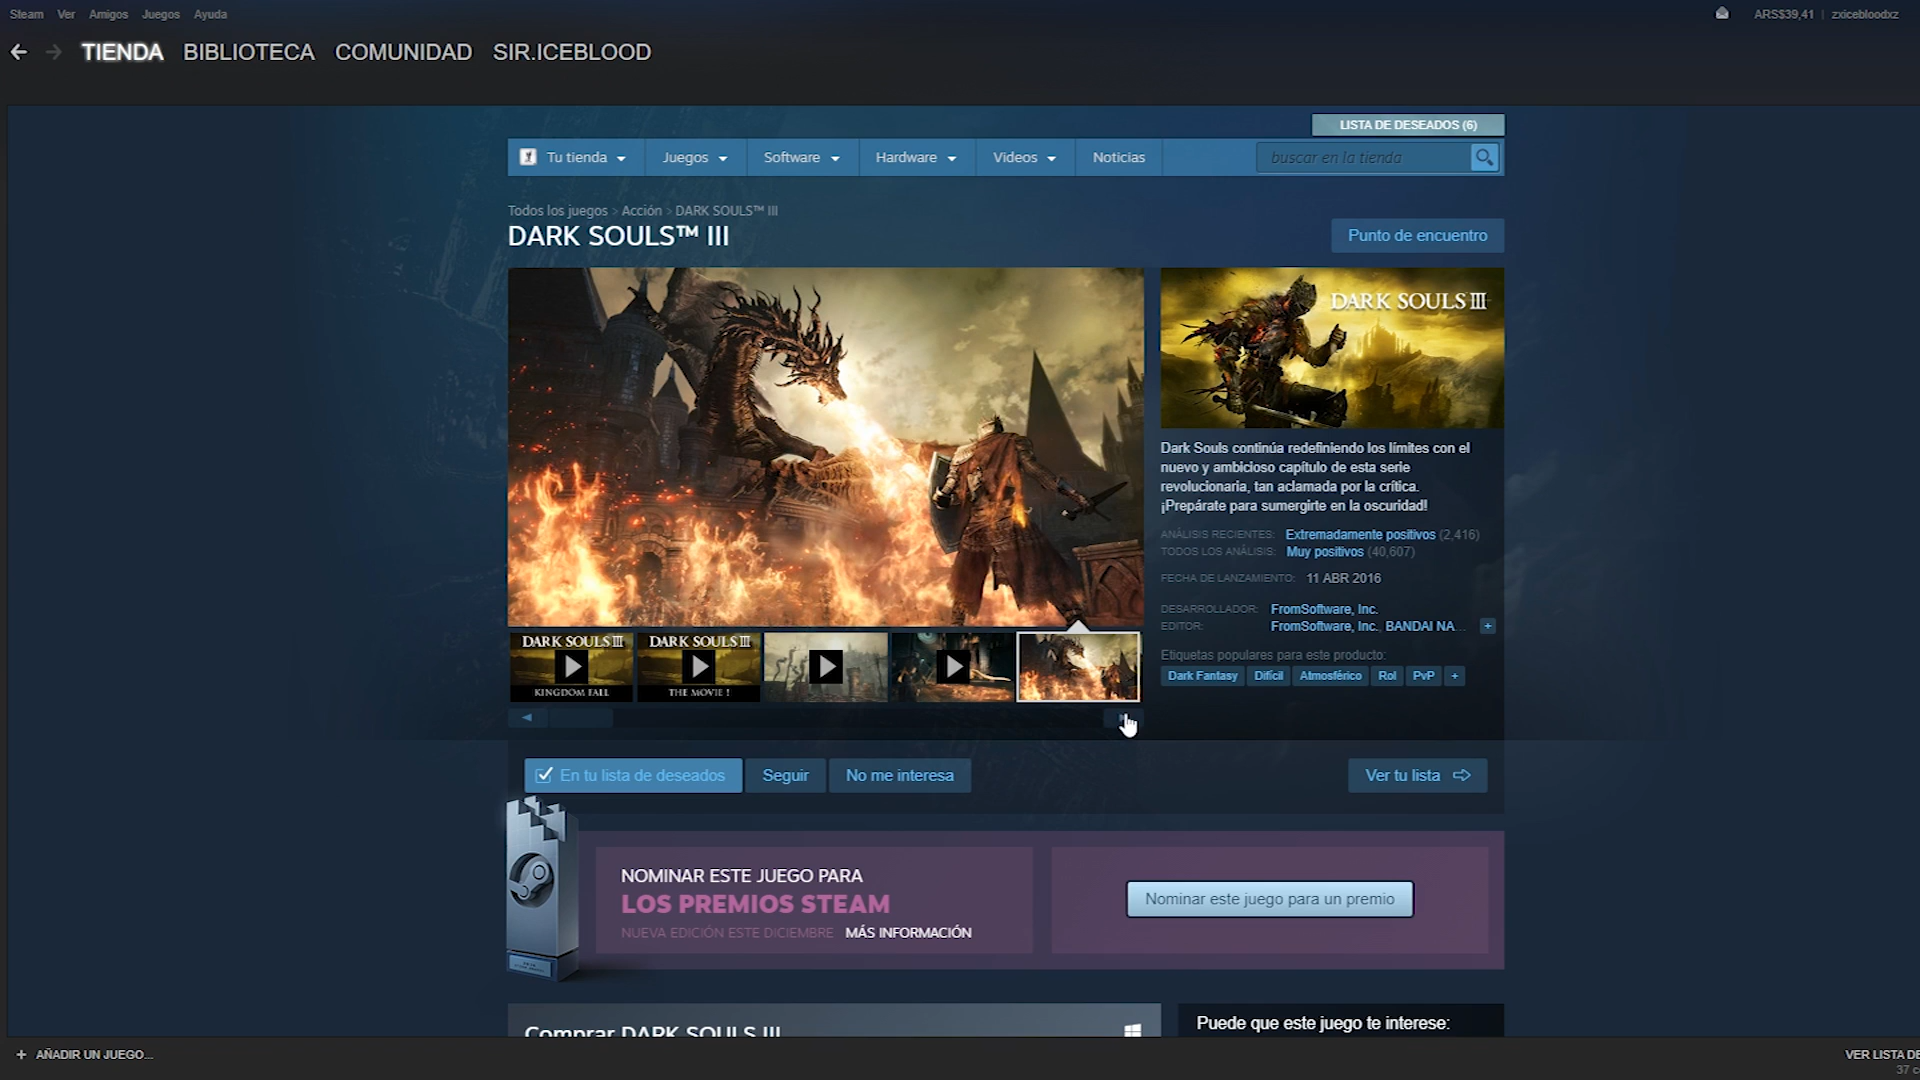 Steam Ver Amigos Juegos Ayuda
ARS$39,41 | zxicebloodxz
TIENDA BIBLIOTECA COMUNIDAD SIR.ICEBLOOD
LISTA DE DESEADOS (6)
Tu tienda Juegos Software Hardware Videos Noticias
buscar en la tienda
Todos los juegos > Acción > DARK SOULS™ III
DARK SOULS™ III
Punto de encuentro
DARK SOULS III
Dark Souls continúa redefiniendo los límites con el
nuevo y ambicioso capítulo de esta serie
revolucionaria, tan aclamada por la crítica.
¡Prepárate para sumergirte en la oscuridad!
ANÁLISIS RECIENTES: Extremadamente positivos (2,416)
TODOS LOS ANÁLISIS: Muy positivos (40,607)
FECHA DE LANZAMIENTO: 11 ABR 2016
DESARROLLADOR: FromSoftware, Inc.
EDITOR: FromSoftware, Inc., BANDAI NA... +
Etiquetas populares para este producto:
Dark Fantasy Difícil Atmosférico Rol PvP +
DARK SOULS III
KINGDOM FALL
DARK SOULS III
THE MOVIE !
En tu lista de deseados Seguir No me interesa
Ver tu lista
NOMINAR ESTE JUEGO PARA
LOS PREMIOS STEAM
NUEVA EDICIÓN ESTE DICIEMBRE MÁS INFORMACIÓN
Nominar este juego para un premio
Comprar DARK SOULS III
Puede que este juego te interese:
+ AÑADIR UN JUEGO...
VER LISTA DE
37 c